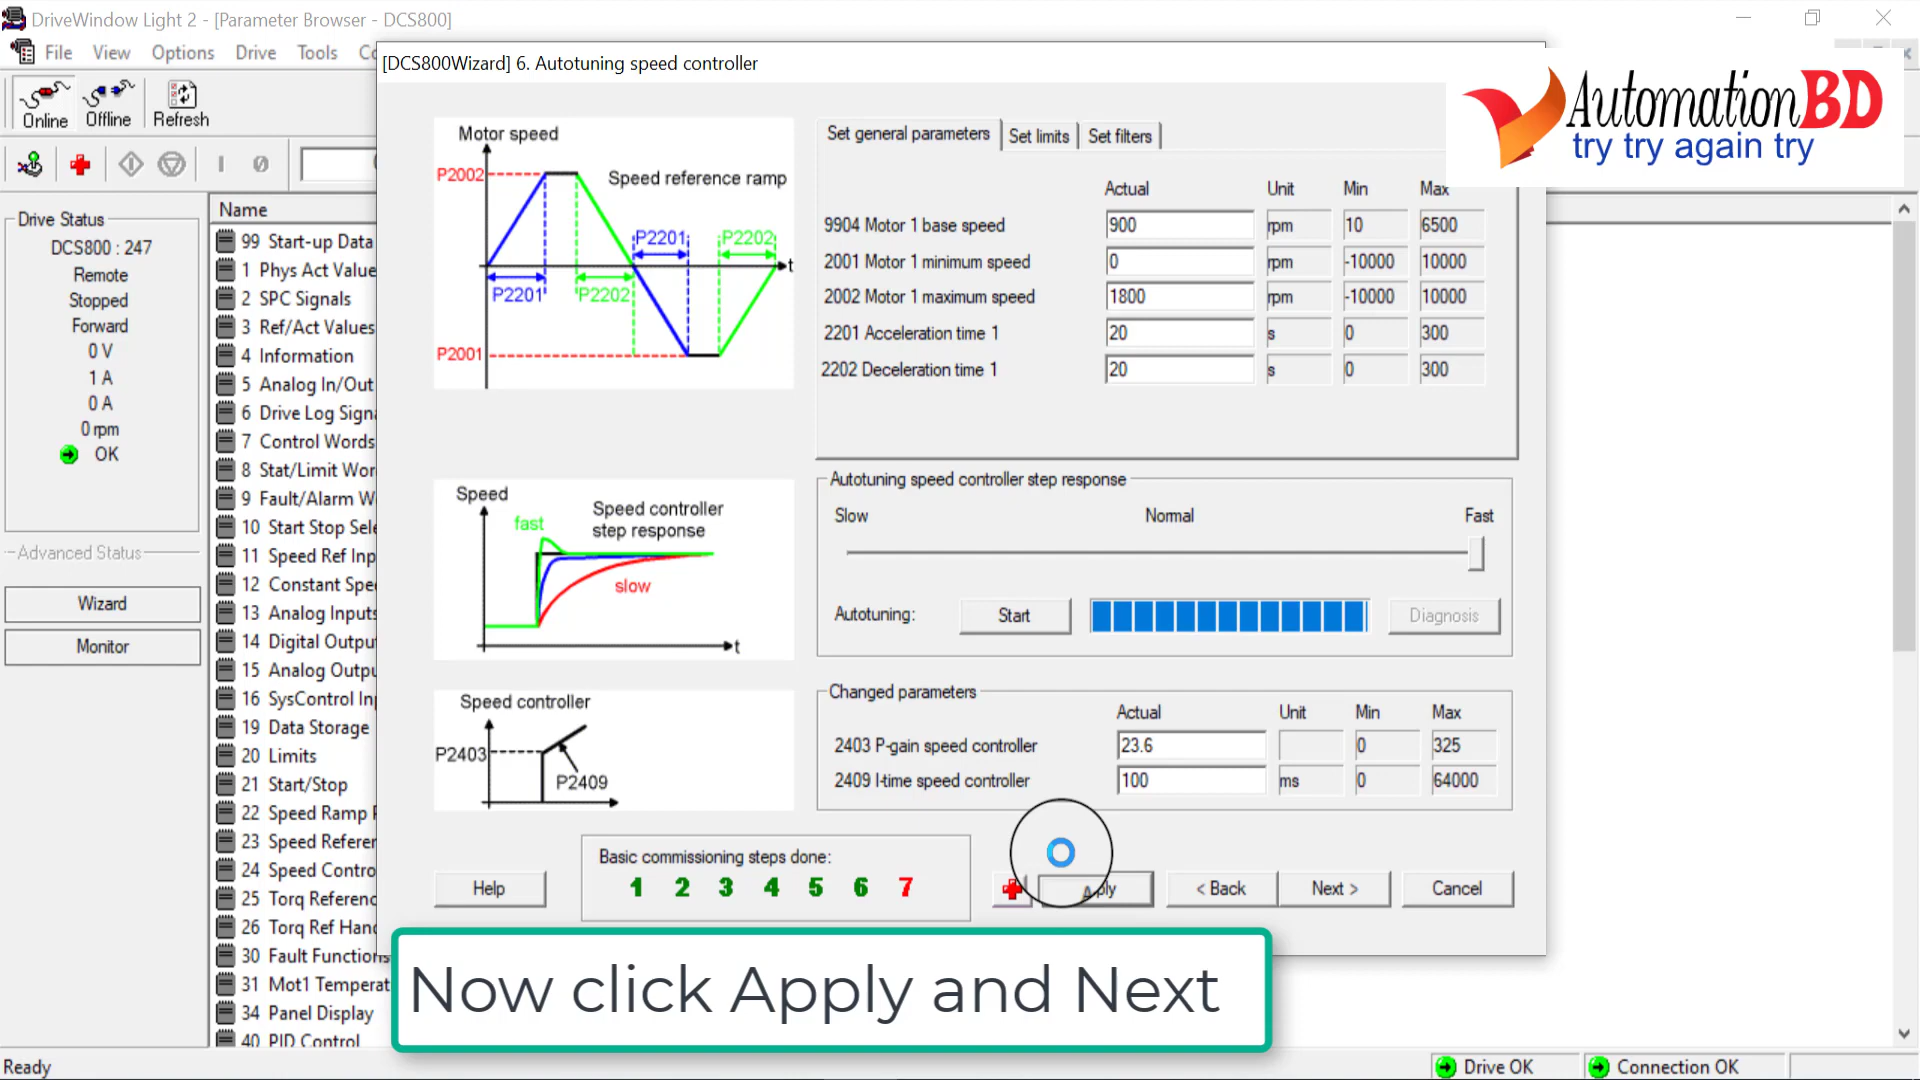 DriveWindow Light 2 - [Parameter Browser - DCS800]
File View Options Drive Tools
Online Offline Refresh
Drive Status
DCS800 : 247
Remote
Stopped
Forward
0 V
1 A
0 A
0 rpm
OK
Advanced Status
Wizard
Monitor
Name
99 Start-up Data
1 Phys Act Value
2 SPC Signals
3 Ref/Act Values
4 Information
5 Analog In/Out
6 Drive Log Signa
7 Control Words
8 Stat/Limit Wor
9 Fault/Alarm W
10 Start Stop Sele
11 Speed Ref Inp
12 Constant Spee
13 Analog Inputs
14 Digital Output
15 Analog Outpu
16 SysControl Inp
19 Data Storage
20 Limits
21 Start/Stop
22 Speed Ramp F
23 Speed Referen
24 Speed Contro
25 Torq Referenc
26 Torq Ref Hanc
30 Fault Functions
31 Mot1 Temperat
34 Panel Display
40 PID Control
[DCS800Wizard] 6. Autotuning speed controller
AutomationBD
try try again try
Motor speed
P2002
Speed reference ramp
P2201
P2202
t
P2201
P2202
P2001
Set general parameters Set limits Set filters
Actual Unit Min Max
9904 Motor 1 base speed 900 rpm 10 6500
2001 Motor 1 minimum speed 0 rpm -10000 10000
2002 Motor 1 maximum speed 1800 rpm -10000 10000
2201 Acceleration time 1 20 s 0 300
2202 Deceleration time 1 20 s 0 300
Speed
Speed controller
step response
fast
slow
t
Autotuning speed controller step response
Slow Normal Fast
Autotuning: Start Diagnosis
Speed controller
P2403
P2409
Changed parameters
Actual Unit Min Max
2403 P-gain speed controller 23.6 0 325
2409 I-time speed controller 100 ms 0 64000
Help
Basic commissioning steps done:
1 2 3 4 5 6 7
Apply < Back Next > Cancel
Now click Apply and Next
Ready
Drive OK
Connection OK